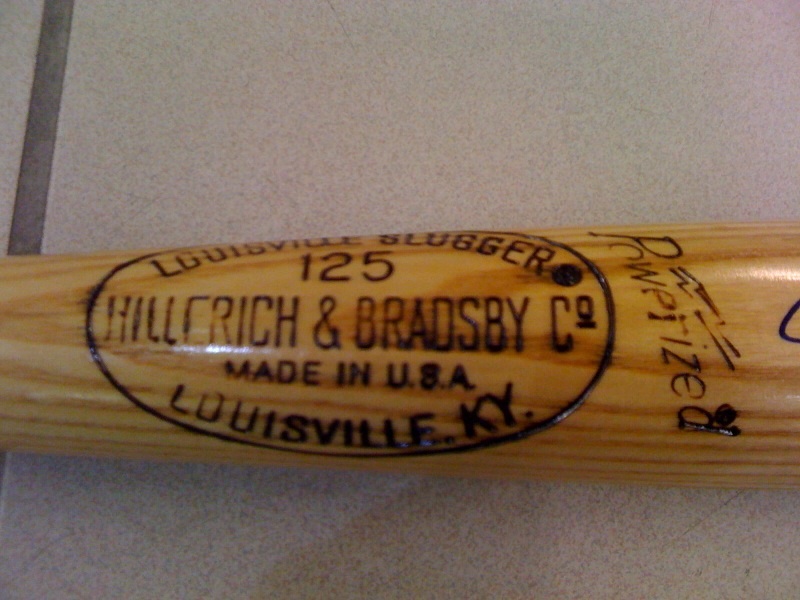 LOUISVILLE SLUGGER®
125
HILLERICH & BRADSBY Cº
MADE IN U.S.A.
LOUISVILLE, KY.
Powerized